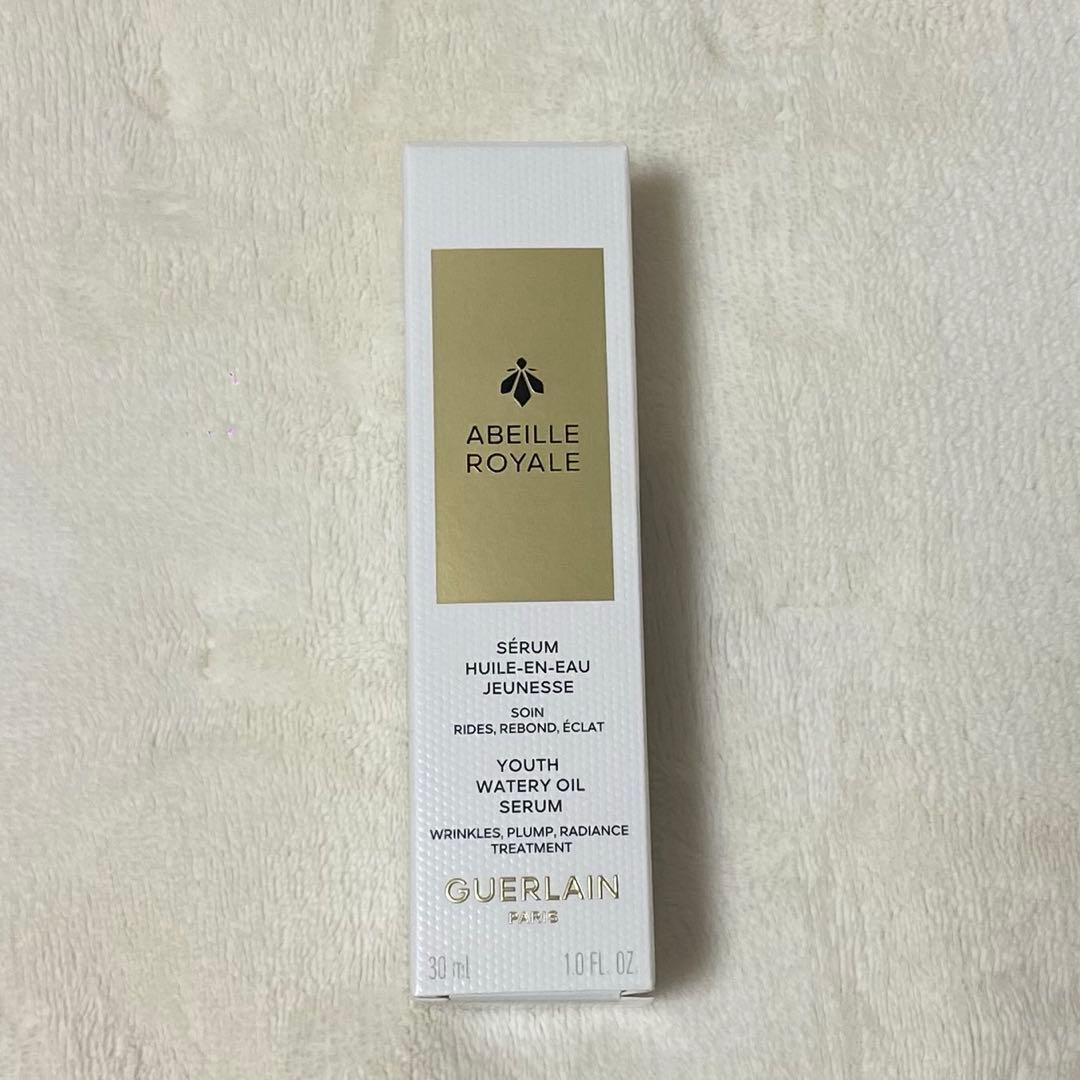 ABEILLE
ROYALE
SÉRUM
HUILE-EN-EAU
JEUNESSE
SOIN
RIDES, REBOND, ÉCLAT
YOUTH
WATERY OIL
SERUM
WRINKLES, PLUMP, RADIANCE
TREATMENT
GUERLAIN
PARIS
30 ml 1.0 FL. OZ.